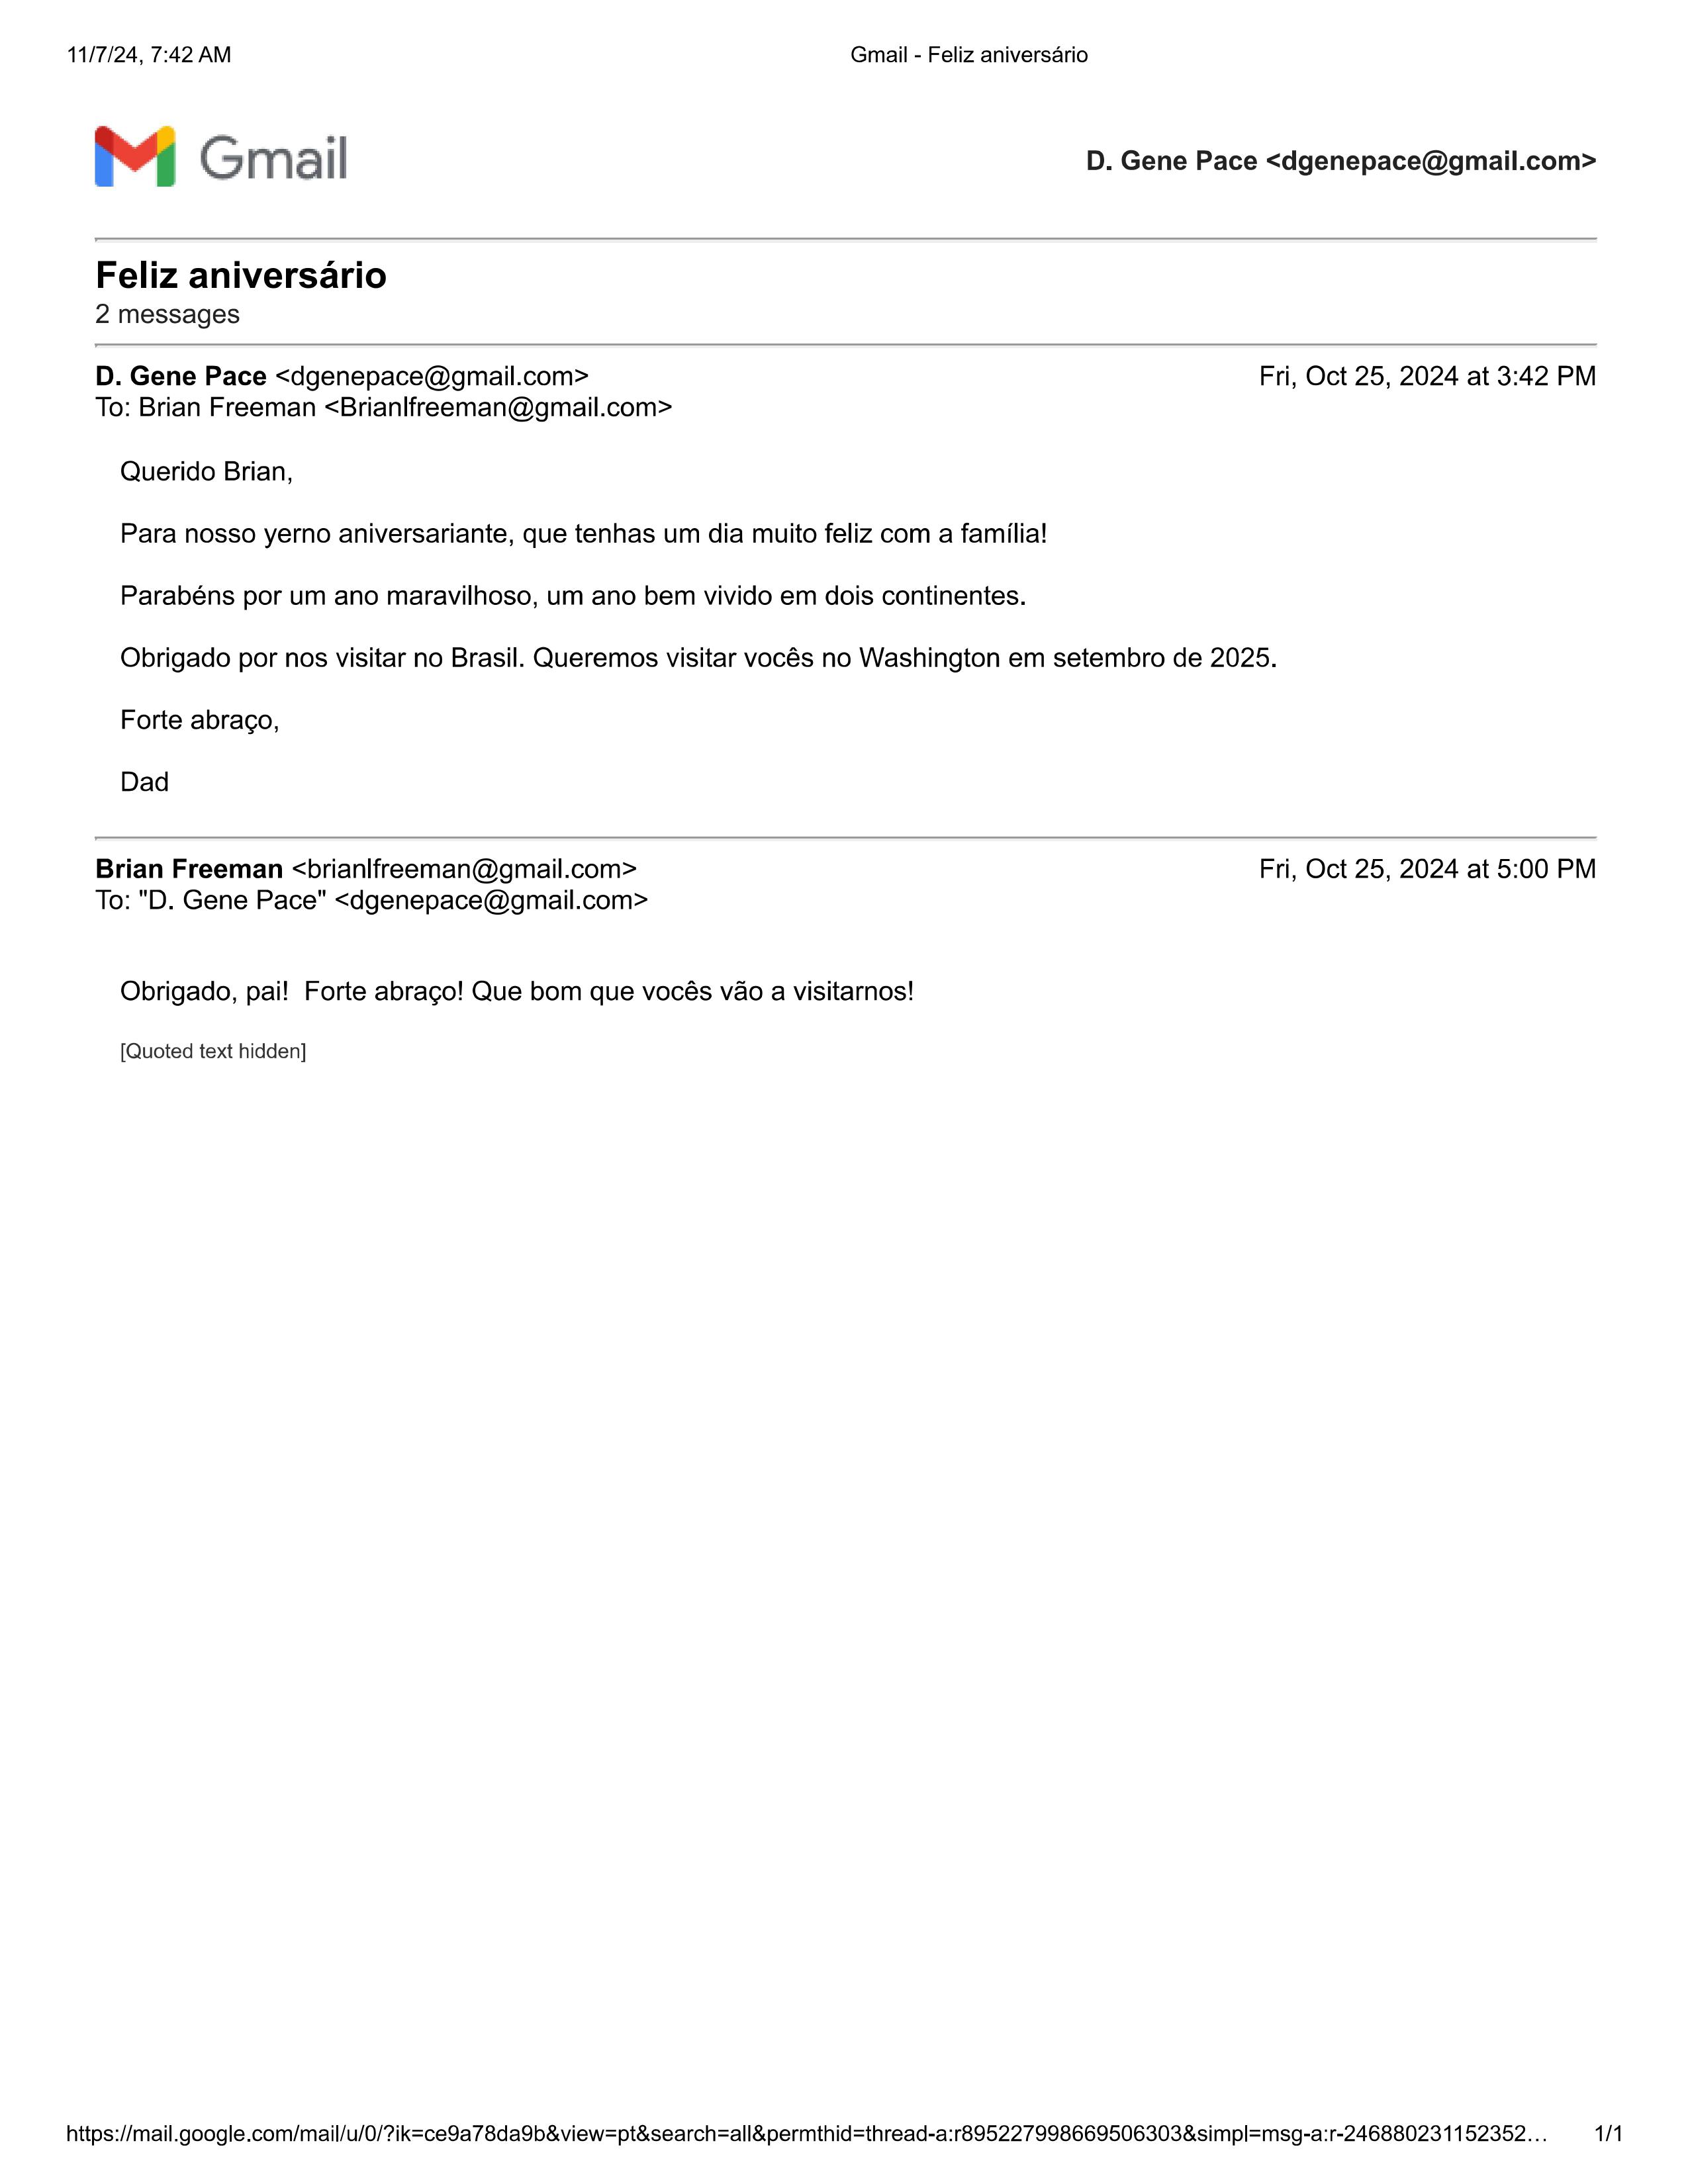 11/7/24, 7:42 AM
Gmail - Feliz aniversário
Gmail
D. Gene Pace <dgenepace@gmail.com>
Feliz aniversário
2 messages
D. Gene Pace <dgenepace@gmail.com>
Fri, Oct 25, 2024 at 3:42 PM
To: Brian Freeman <Brianlfreeman@gmail.com>
Querido Brian,
Para nosso yerno aniversariante, que tenhas um dia muito feliz com a família!
Parabéns por um ano maravilhoso, um ano bem vivido em dois continentes.
Obrigado por nos visitar no Brasil. Queremos visitar vocês no Washington em setembro de 2025.
Forte abraço,
Dad
Brian Freeman <brianlfreeman@gmail.com>
Fri, Oct 25, 2024 at 5:00 PM
To: "D. Gene Pace" <dgenepace@gmail.com>
Obrigado, pai!  Forte abraço! Que bom que vocês vão a visitarnos!
[Quoted text hidden]
https://mail.google.com/mail/u/0/?ik=ce9a78da9b&view=pt&search=all&permthid=thread-a:r895227998669506303&simpl=msg-a:r-246880231152352…
1/1